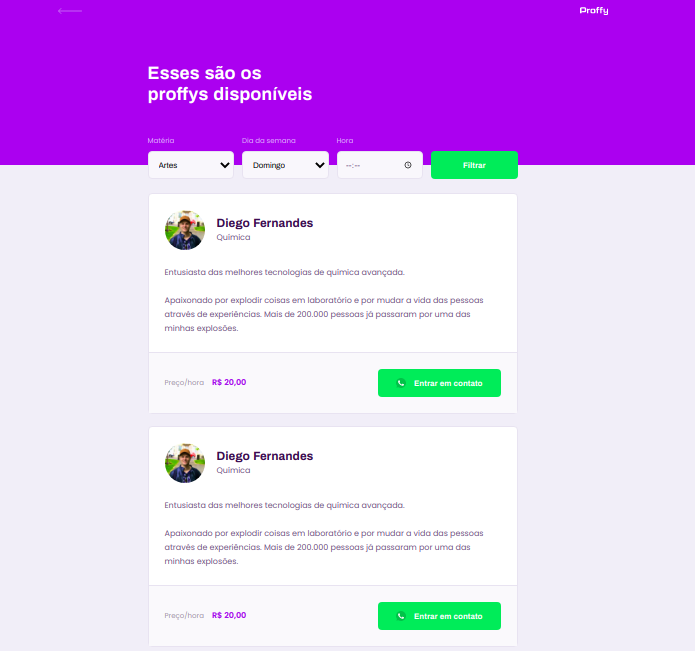 Proffy
Esses são os
proffys disponíveis
Matéria
Dia da semana
Hora
Artes
Domingo
--:--
Filtrar
Diego Fernandes
Química
Entusiasta das melhores tecnologias de química avançada.
Apaixonado por explodir coisas em laboratório e por mudar a vida das pessoas
através de experiências. Mais de 200.000 pessoas já passaram por uma das
minhas explosões.
Preço/hora R$ 20,00
Entrar em contato
Diego Fernandes
Química
Entusiasta das melhores tecnologias de química avançada.
Apaixonado por explodir coisas em laboratório e por mudar a vida das pessoas
através de experiências. Mais de 200.000 pessoas já passaram por uma das
minhas explosões.
Preço/hora R$ 20,00
Entrar em contato